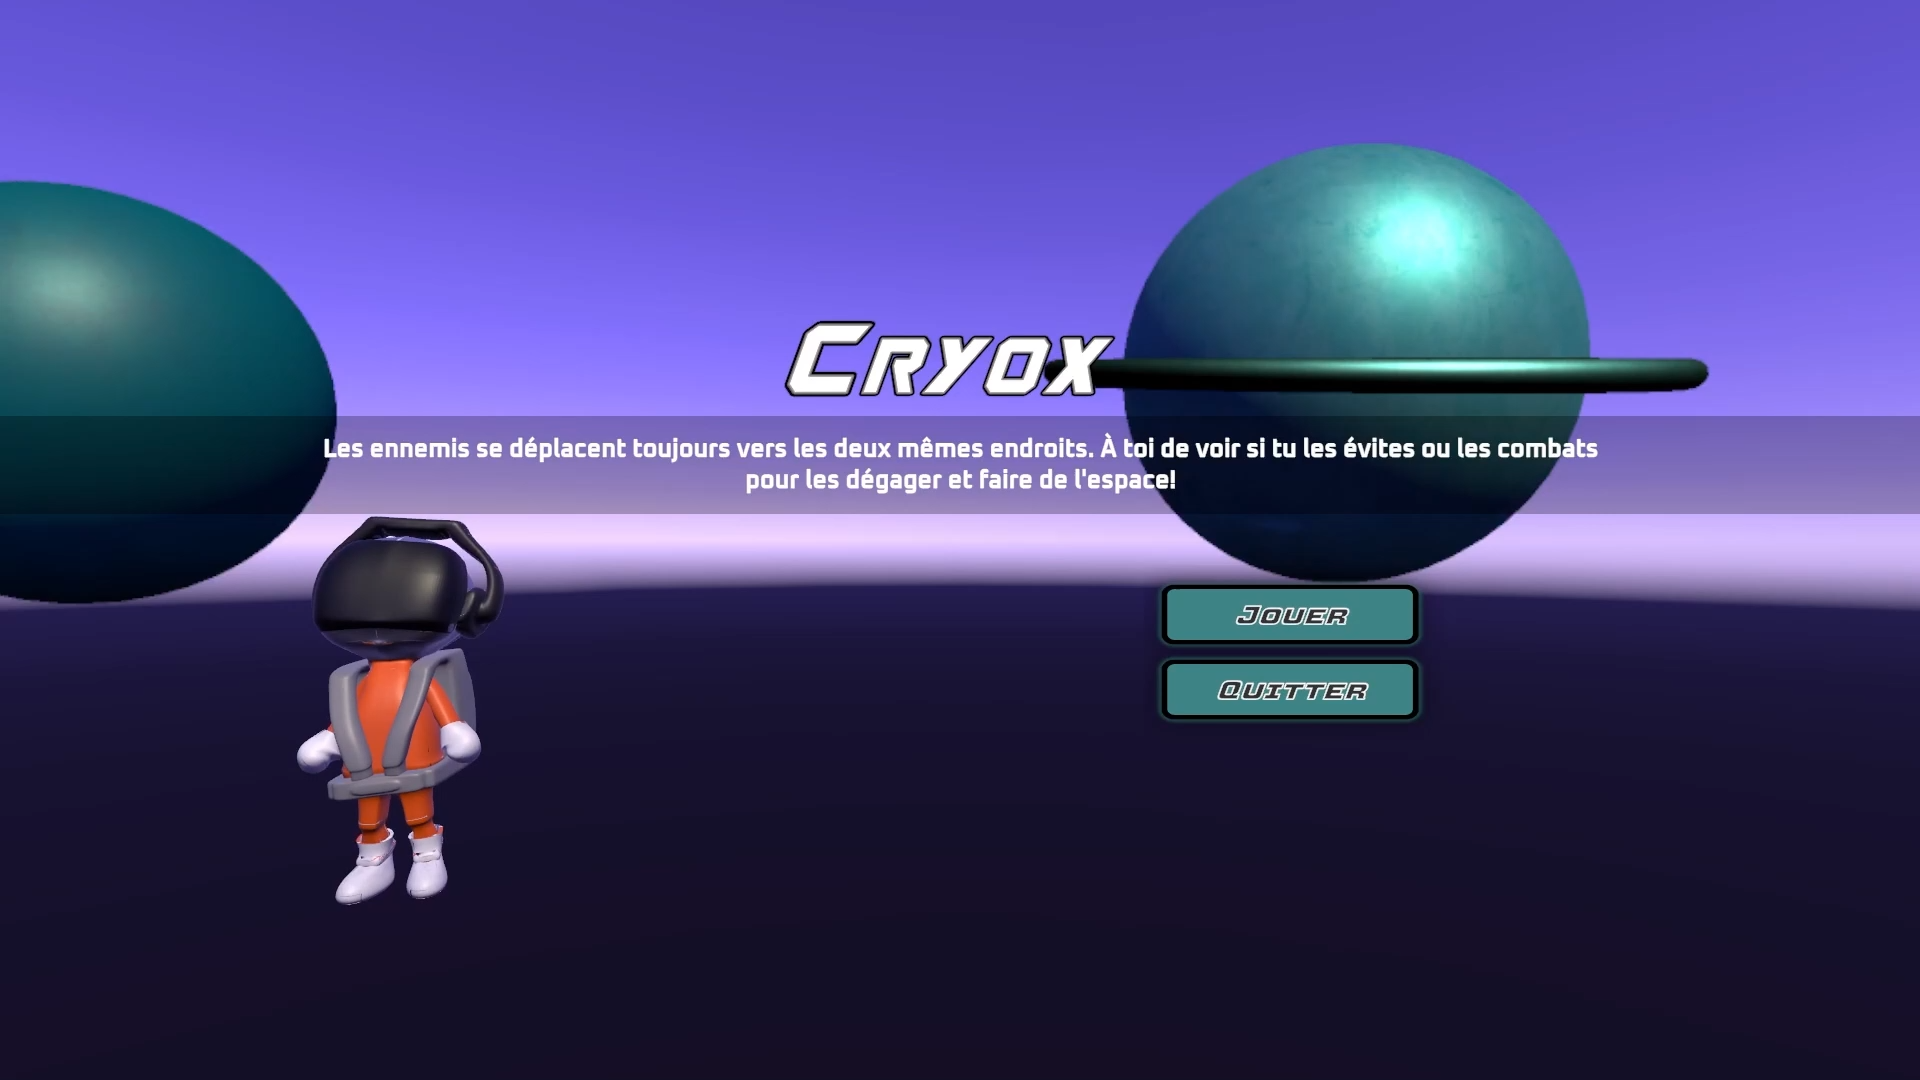 Cryox
Les ennemis se déplacent toujours vers les deux mêmes endroits. À toi de voir si tu les évites ou les combats
pour les dégager et faire de l'espace!
Jouer
Quitter